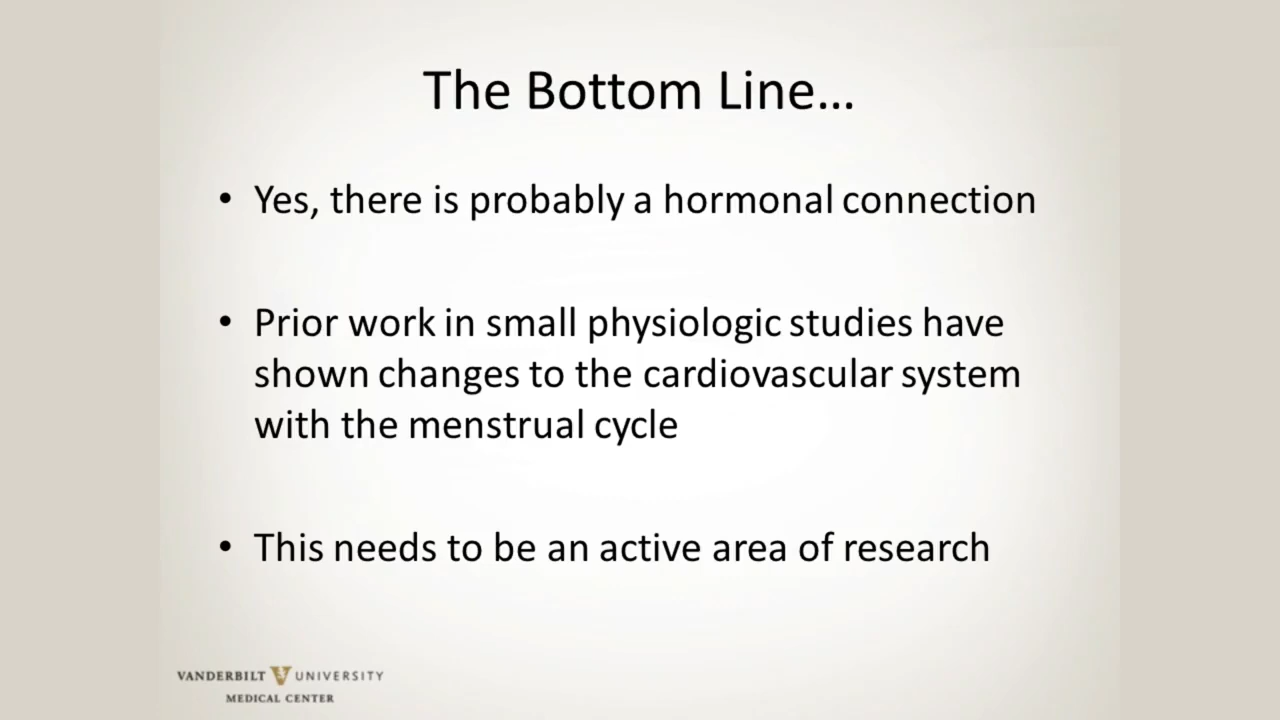 The Bottom Line...
• Yes, there is probably a hormonal connection
• Prior work in small physiologic studies have
shown changes to the cardiovascular system
with the menstrual cycle
• This needs to be an active area of research
VANDERBILT UNIVERSITY
MEDICAL CENTER